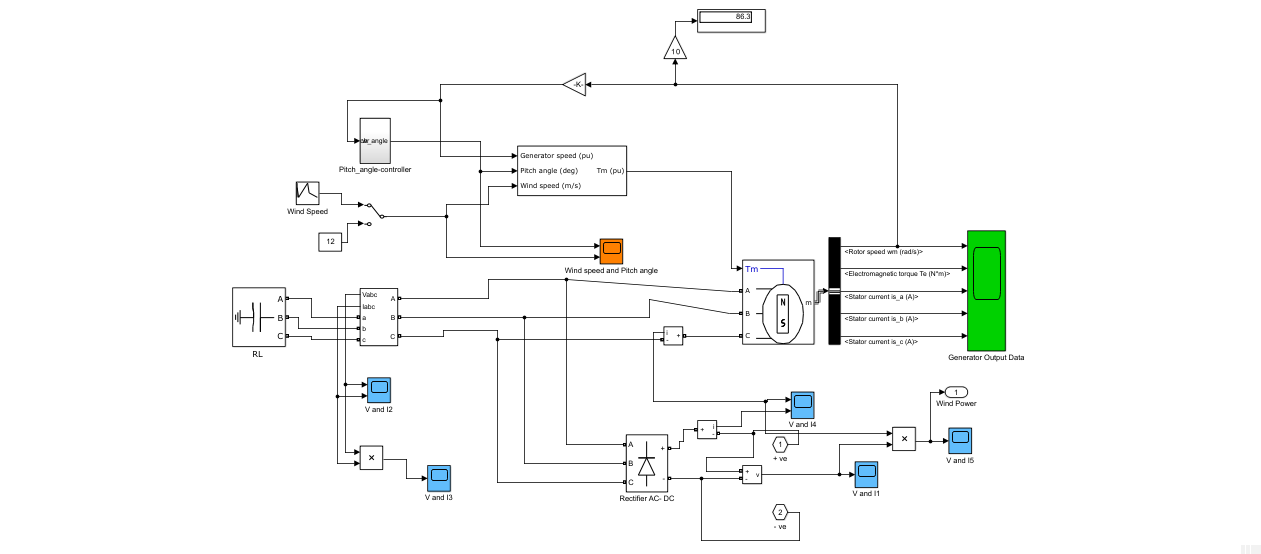 86.3
10
-K-
Pitch_angle-controller
Generator speed (pu)
Pitch angle (deg)
Tm (pu)
Wind speed (m/s)
Wind Speed
12
Wind speed and Pitch angle
<Rotor speed wm (rad/s)>
<Electromagnetic torque Te (N*m)>
<Stator current is_a (A)>
<Stator current is_b (A)>
<Stator current is_c (A)>
Generator Output Data
Tm
A
B
C
N
S
m
A
B
C
RL
Vabc
Iabc
a
b
c
A
B
C
i
+
-
V and I2
V and I3
×
A
B
C
+
-
Rectifier AC- DC
+
i
-
V and I4
1
+ ve
+
-
v
V and I1
2
- ve
×
1
Wind Power
V and I5